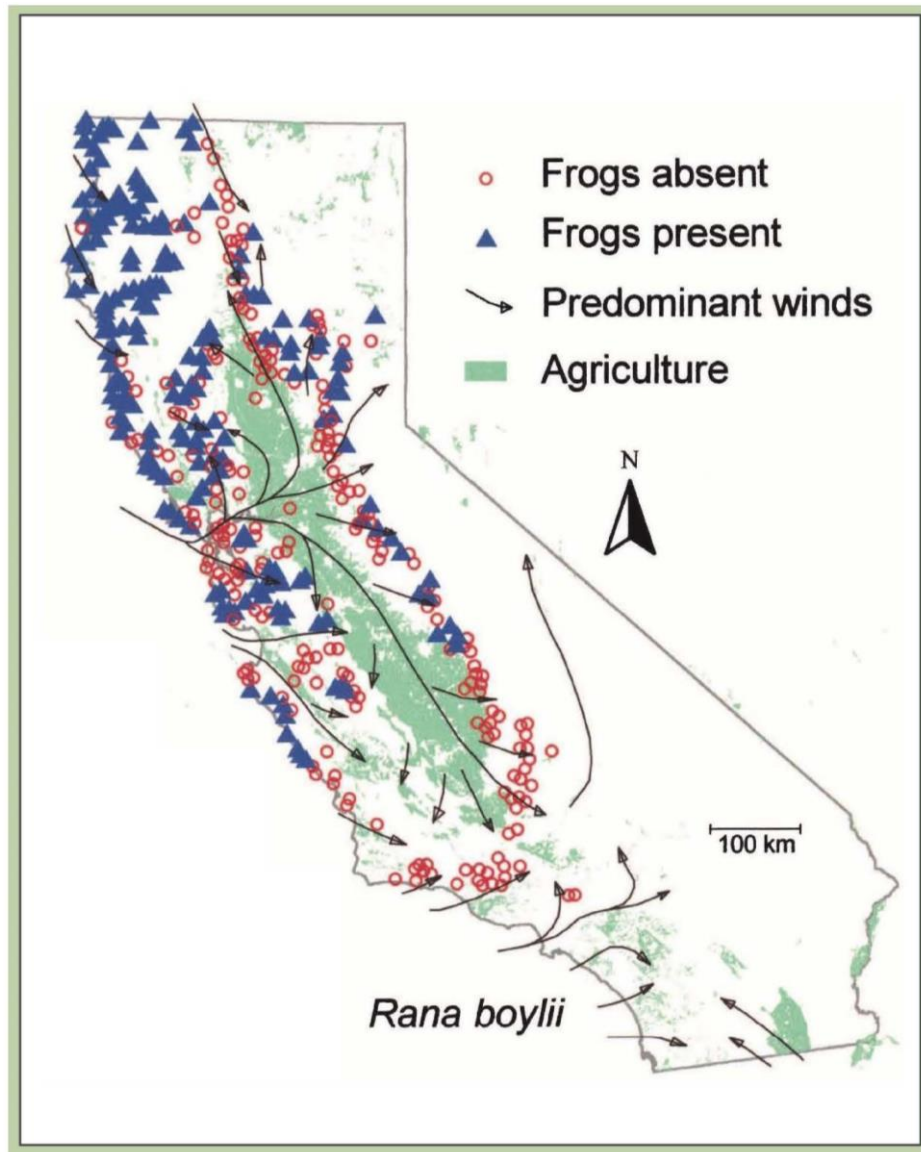 Frogs absent
Frogs present
Predominant winds
Agriculture
N
100 km
Rana boylii